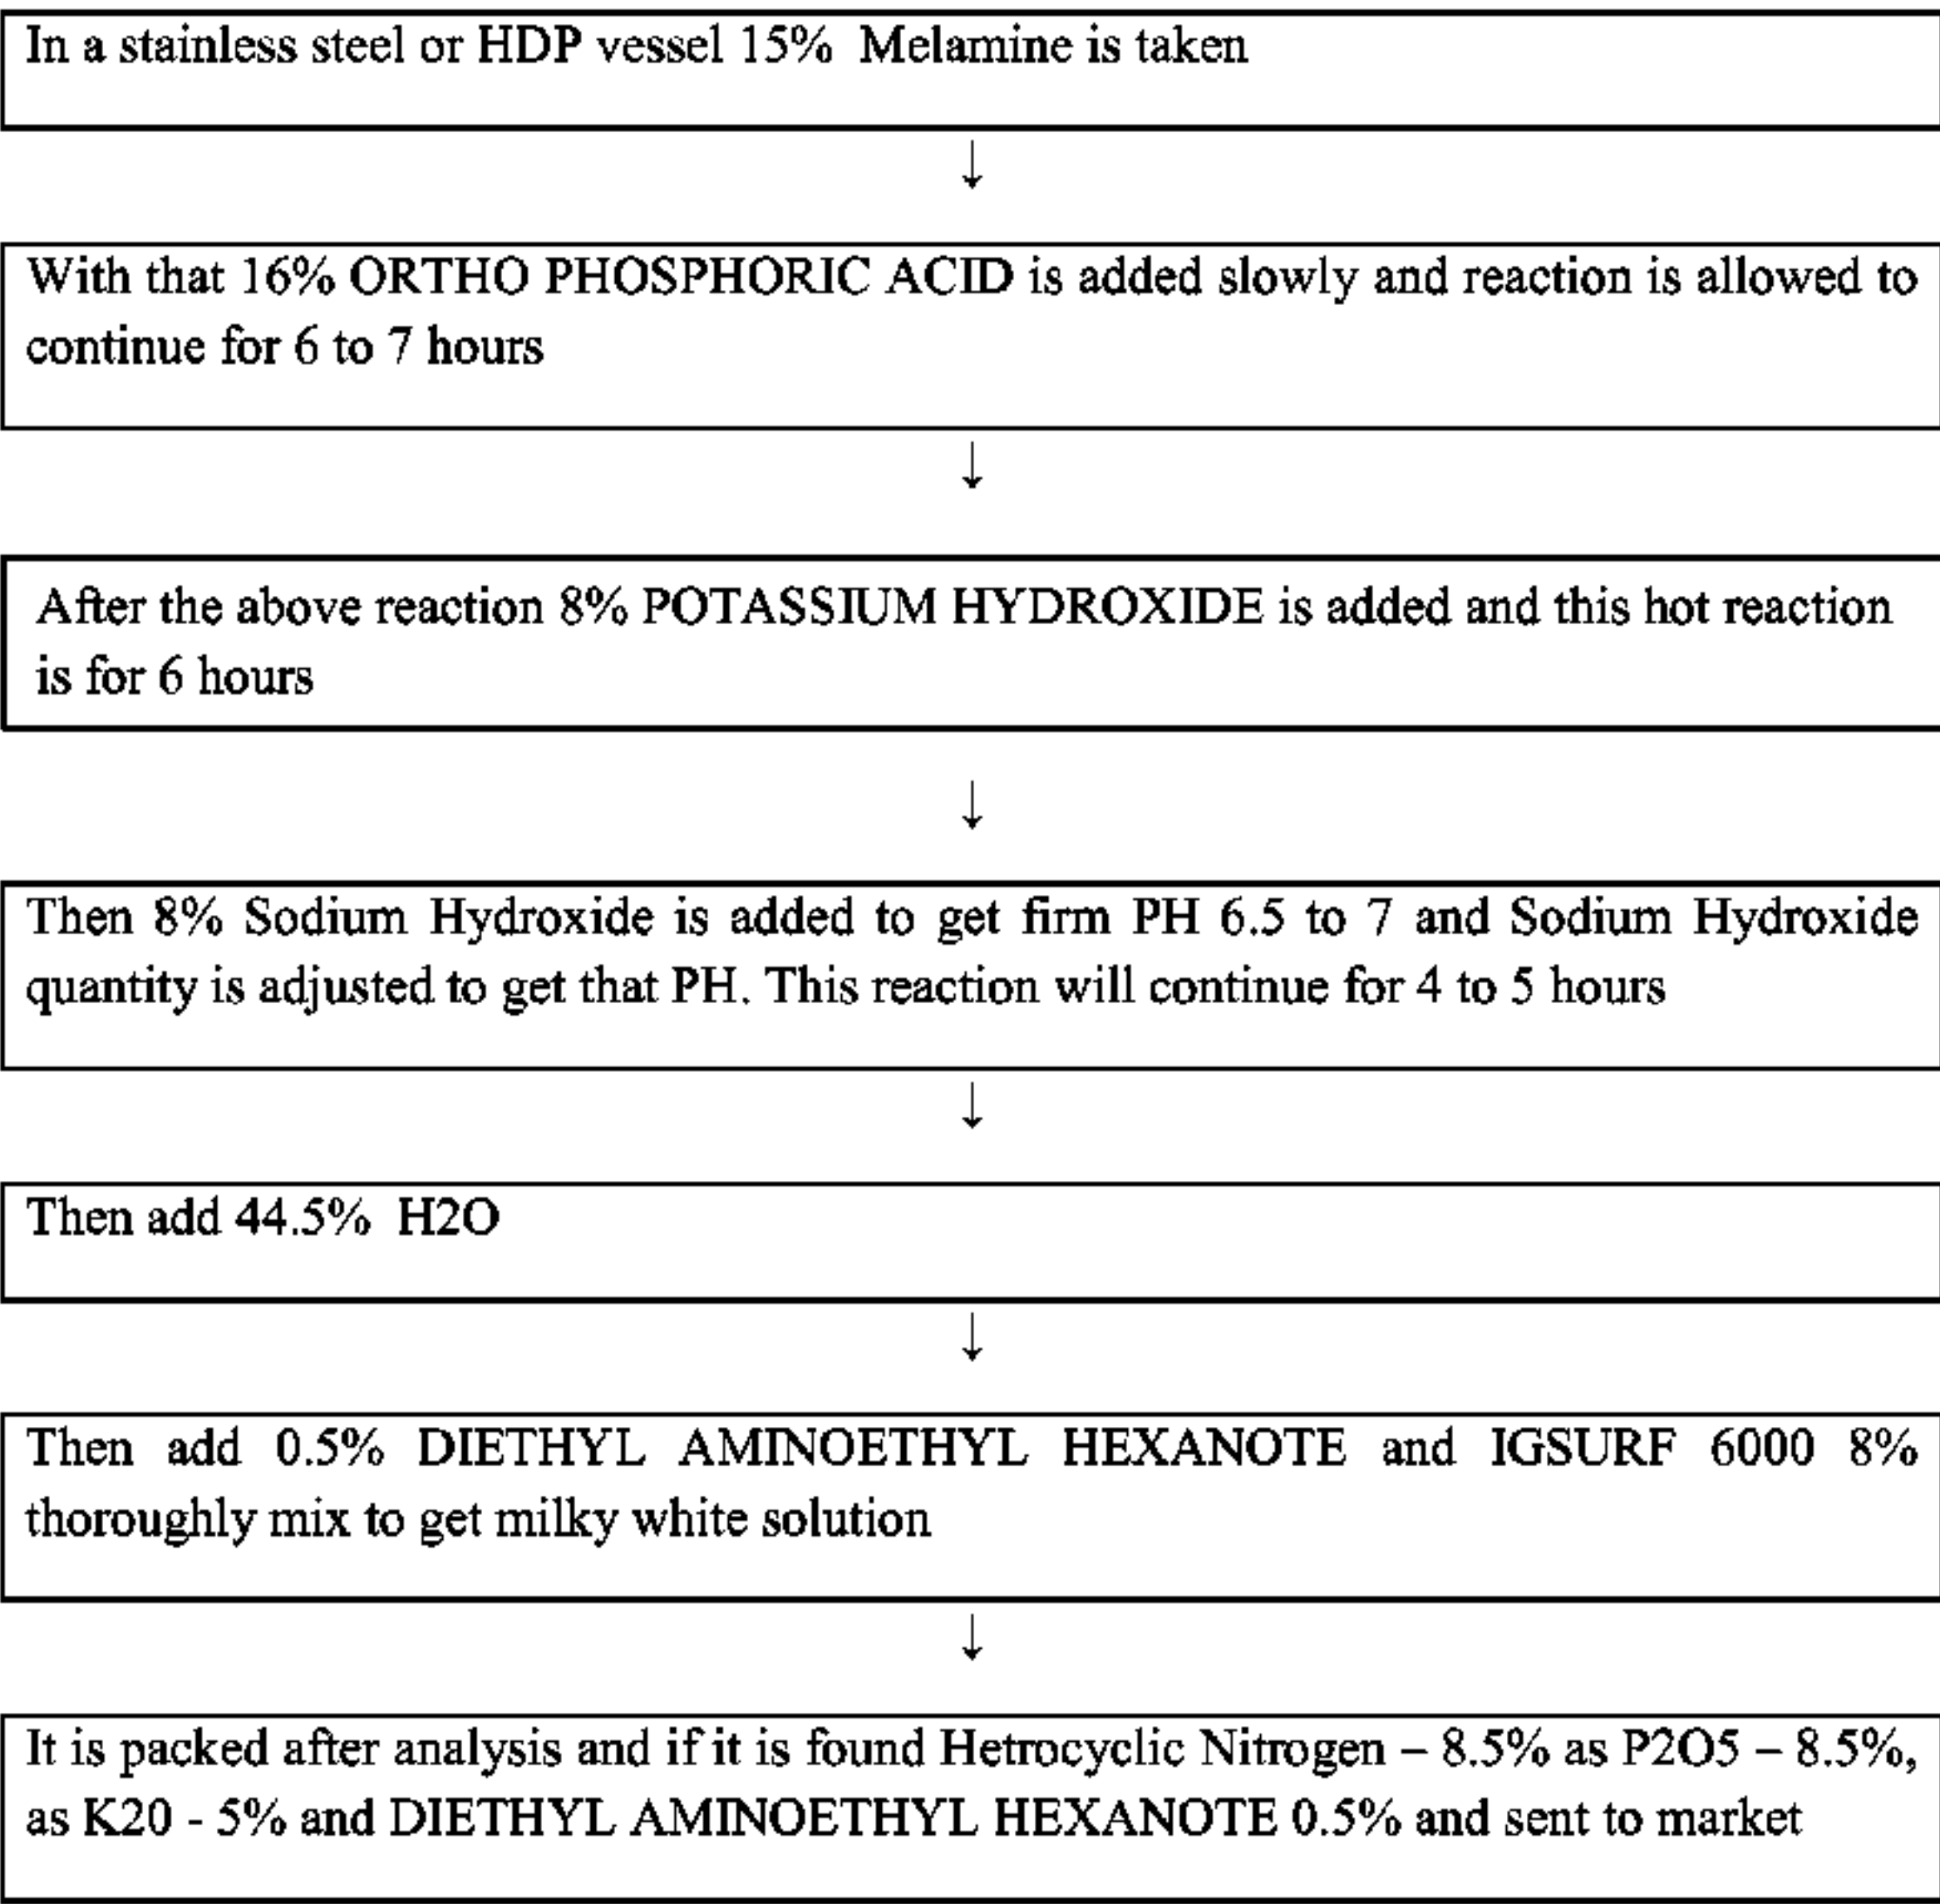 In a stainless steel or HDP vessel 15% Melamine is taken
↓
With that 16% ORTHO PHOSPHORIC ACID is added slowly and reaction is allowed to
continue for 6 to 7 hours
↓
After the above reaction 8% POTASSIUM HYDROXIDE is added and this hot reaction
is for 6 hours
↓
Then 8% Sodium Hydroxide is added to get firm PH 6.5 to 7 and Sodium Hydroxide
quantity is adjusted to get that PH. This reaction will continue for 4 to 5 hours
↓
Then add 44.5% H2O
↓
Then add 0.5% DIETHYL AMINOETHYL HEXANOTE and IGSURF 6000 8%
thoroughly mix to get milky white solution
↓
It is packed after analysis and if it is found Hetrocyclic Nitrogen – 8.5% as P2O5 – 8.5%,
as K20 - 5% and DIETHYL AMINOETHYL HEXANOTE 0.5% and sent to market